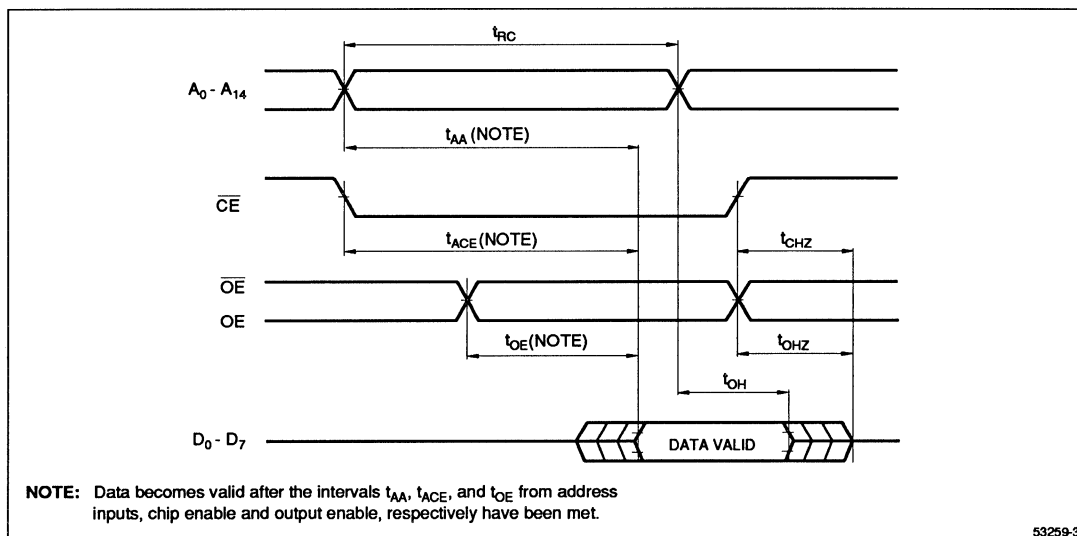 tRC
A0 - A14
tAA (NOTE)
CE
tACE (NOTE)
tCHZ
OE
OE
tOE (NOTE)
tOHZ
tOH
D0 - D7
DATA VALID
NOTE: Data becomes valid after the intervals tAA, tACE, and tOE from address
inputs, chip enable and output enable, respectively have been met.
53259-3